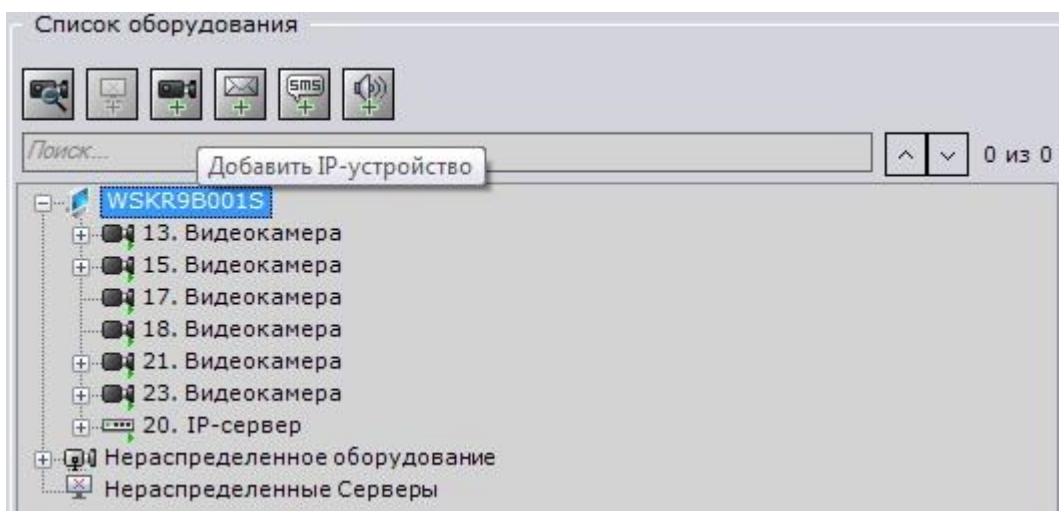 Список оборудования
sms
Поиск...
0 из 0
Добавить IP-устройство
WSKR9B001S
13. Видеокамера
15. Видеокамера
17. Видеокамера
18. Видеокамера
21. Видеокамера
23. Видеокамера
20. IP-сервер
Нераспределенное оборудование
Нераспределенные Серверы